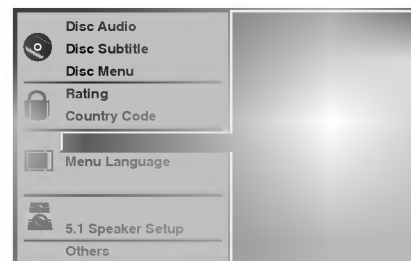 Disc Audio
Disc Subtitle
Disc Menu
Rating
Country Code
Menu Language
5.1 Speaker Setup
Others